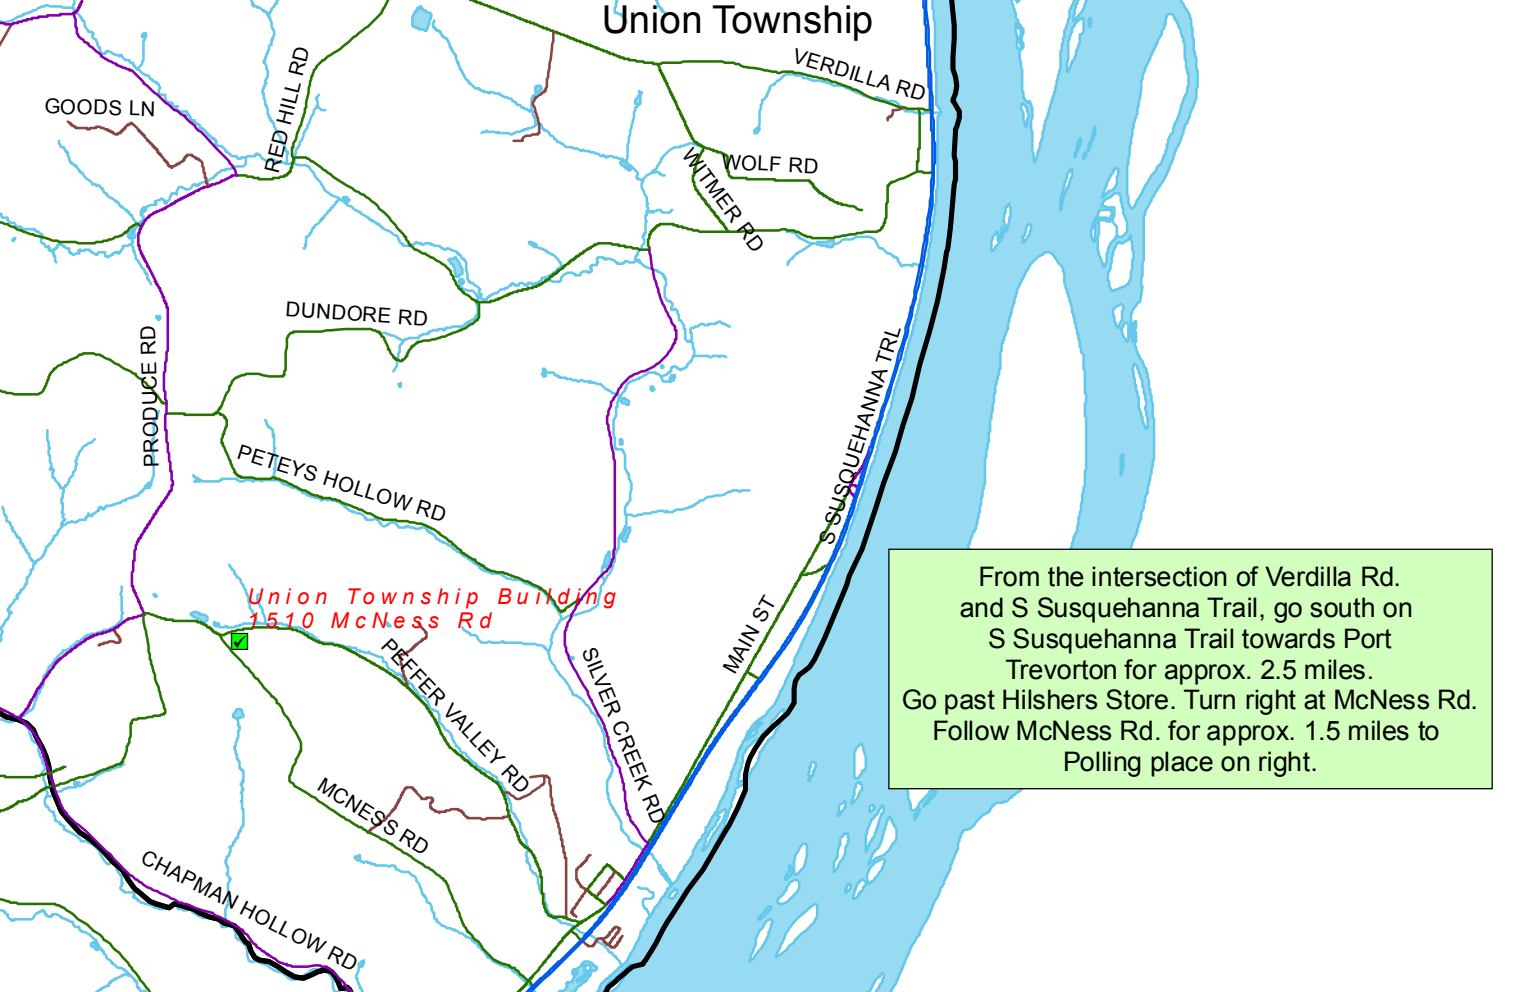 Union Township
VERDILLA RD
GOODS LN
RED HILL RD
WOLF RD
WITMER RD
DUNDORE RD
PRODUCE RD
S SUSQUEHANNA TRL
PETEYS HOLLOW RD
Union Township Building
1510 McNess Rd
From the intersection of Verdilla Rd.
and S Susquehanna Trail, go south on
S Susquehanna Trail towards Port
Trevorton for approx. 2.5 miles.
Go past Hilshers Store. Turn right at McNess Rd.
Follow McNess Rd. for approx. 1.5 miles to
Polling place on right.
MAIN ST
PEFFER VALLEY RD
SILVER CREEK RD
MCNESS RD
CHAPMAN HOLLOW RD